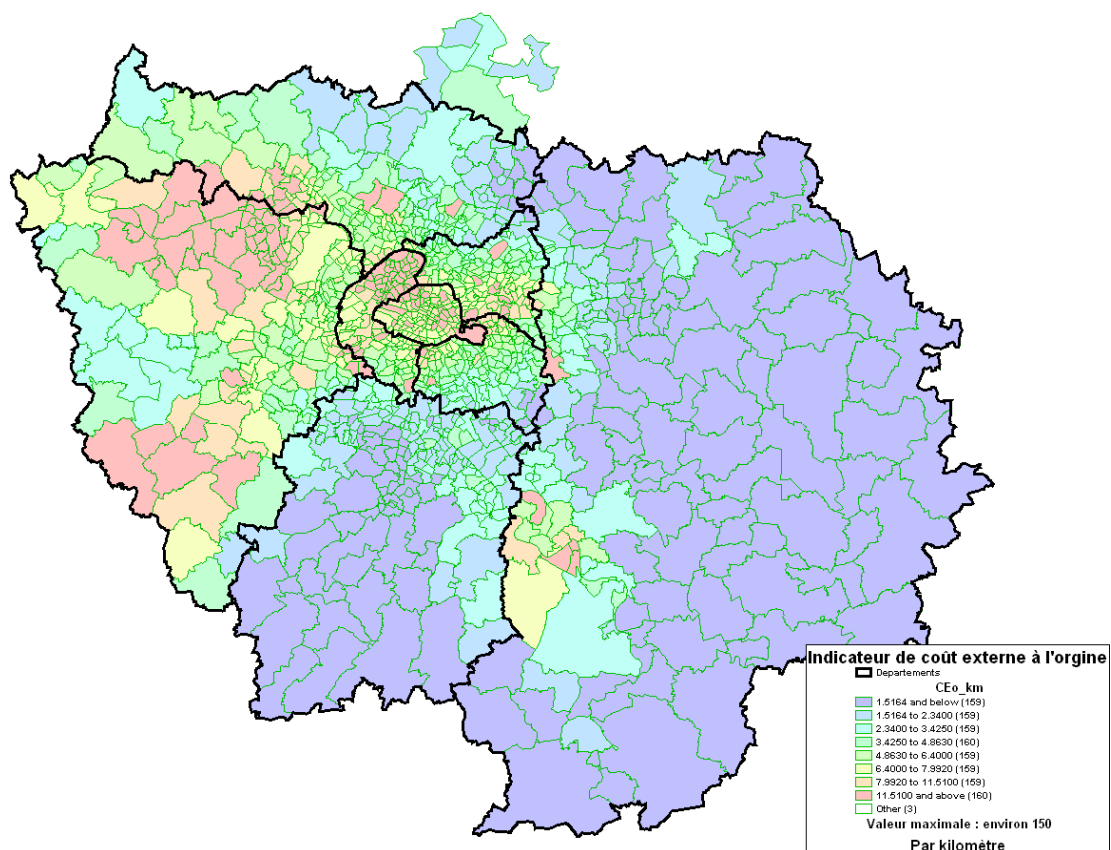 Indicateur de coût externe à l'orgine
Departements
CEo_km
1.5164 and below (159)
1.5164 to 2.3400 (159)
2.3400 to 3.4250 (159)
3.4250 to 4.8630 (160)
4.8630 to 6.4000 (159)
6.4000 to 7.9920 (159)
7.9920 to 11.5100 (159)
11.5100 and above (160)
Other (3)
Valeur maximale : environ 150
Par kilomètre